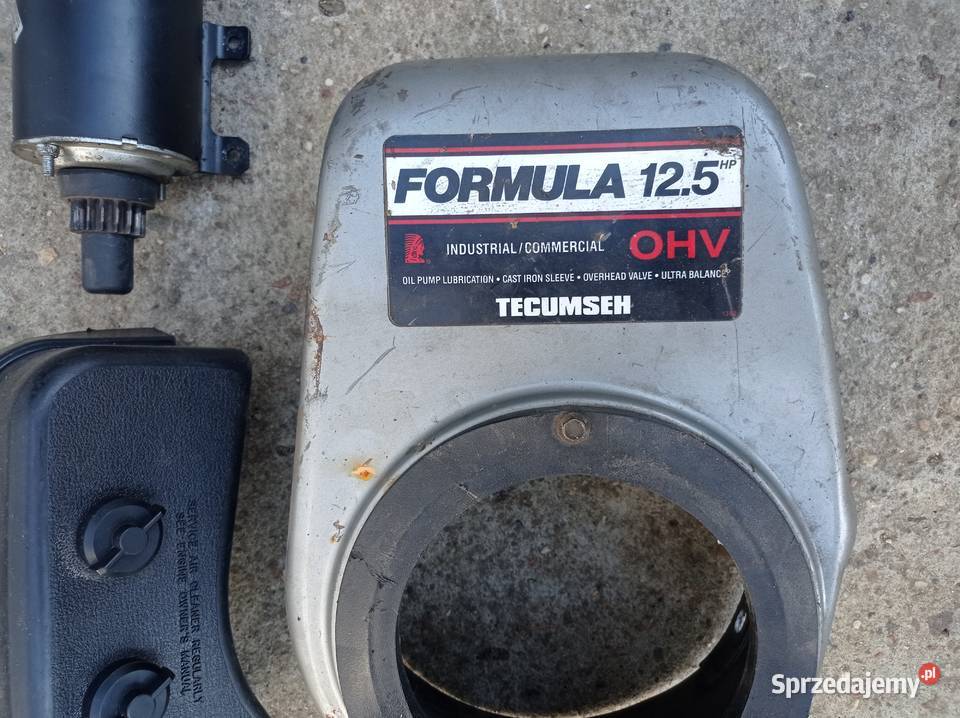 FORMULA 12.5 HP
INDUSTRIAL/COMMERCIAL OHV
OIL PUMP LUBRICATION • CAST IRON SLEEVE • OVERHEAD VALVE • ULTRA BALANCE
TECUMSEH
SERVICE AIR CLEANER REGULARLY
SEE ENGINE OWNER'S MANUAL
Sprzedajemy.pl